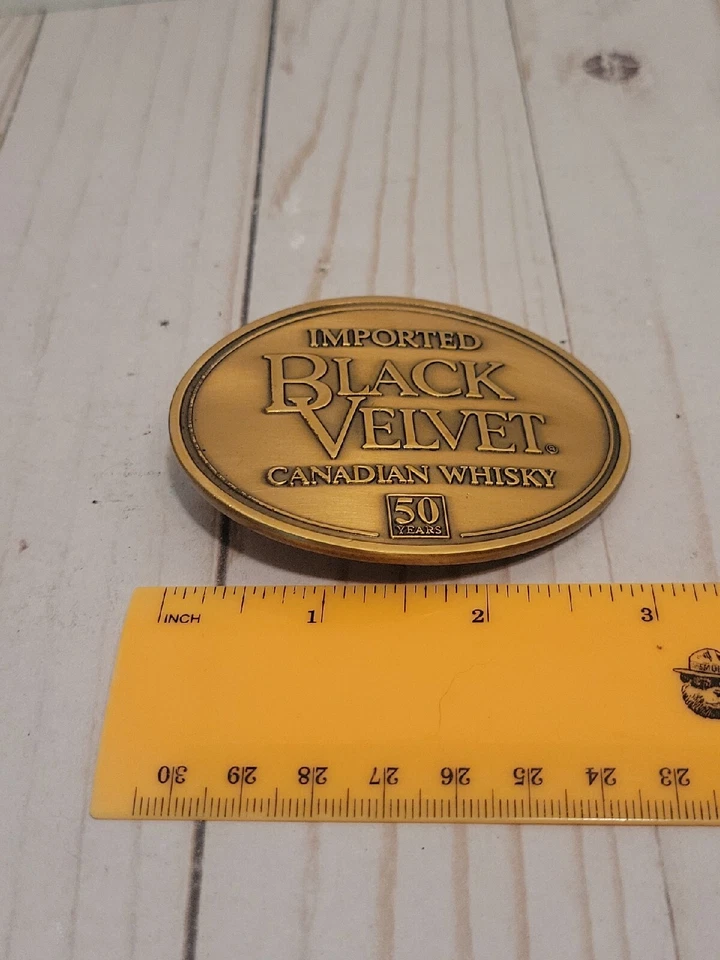 IMPORTED
BLACK
VELVET®
CANADIAN WHISKY
50
YEARS
INCH 1 2 3
30 29 28 27 26 25 24 23